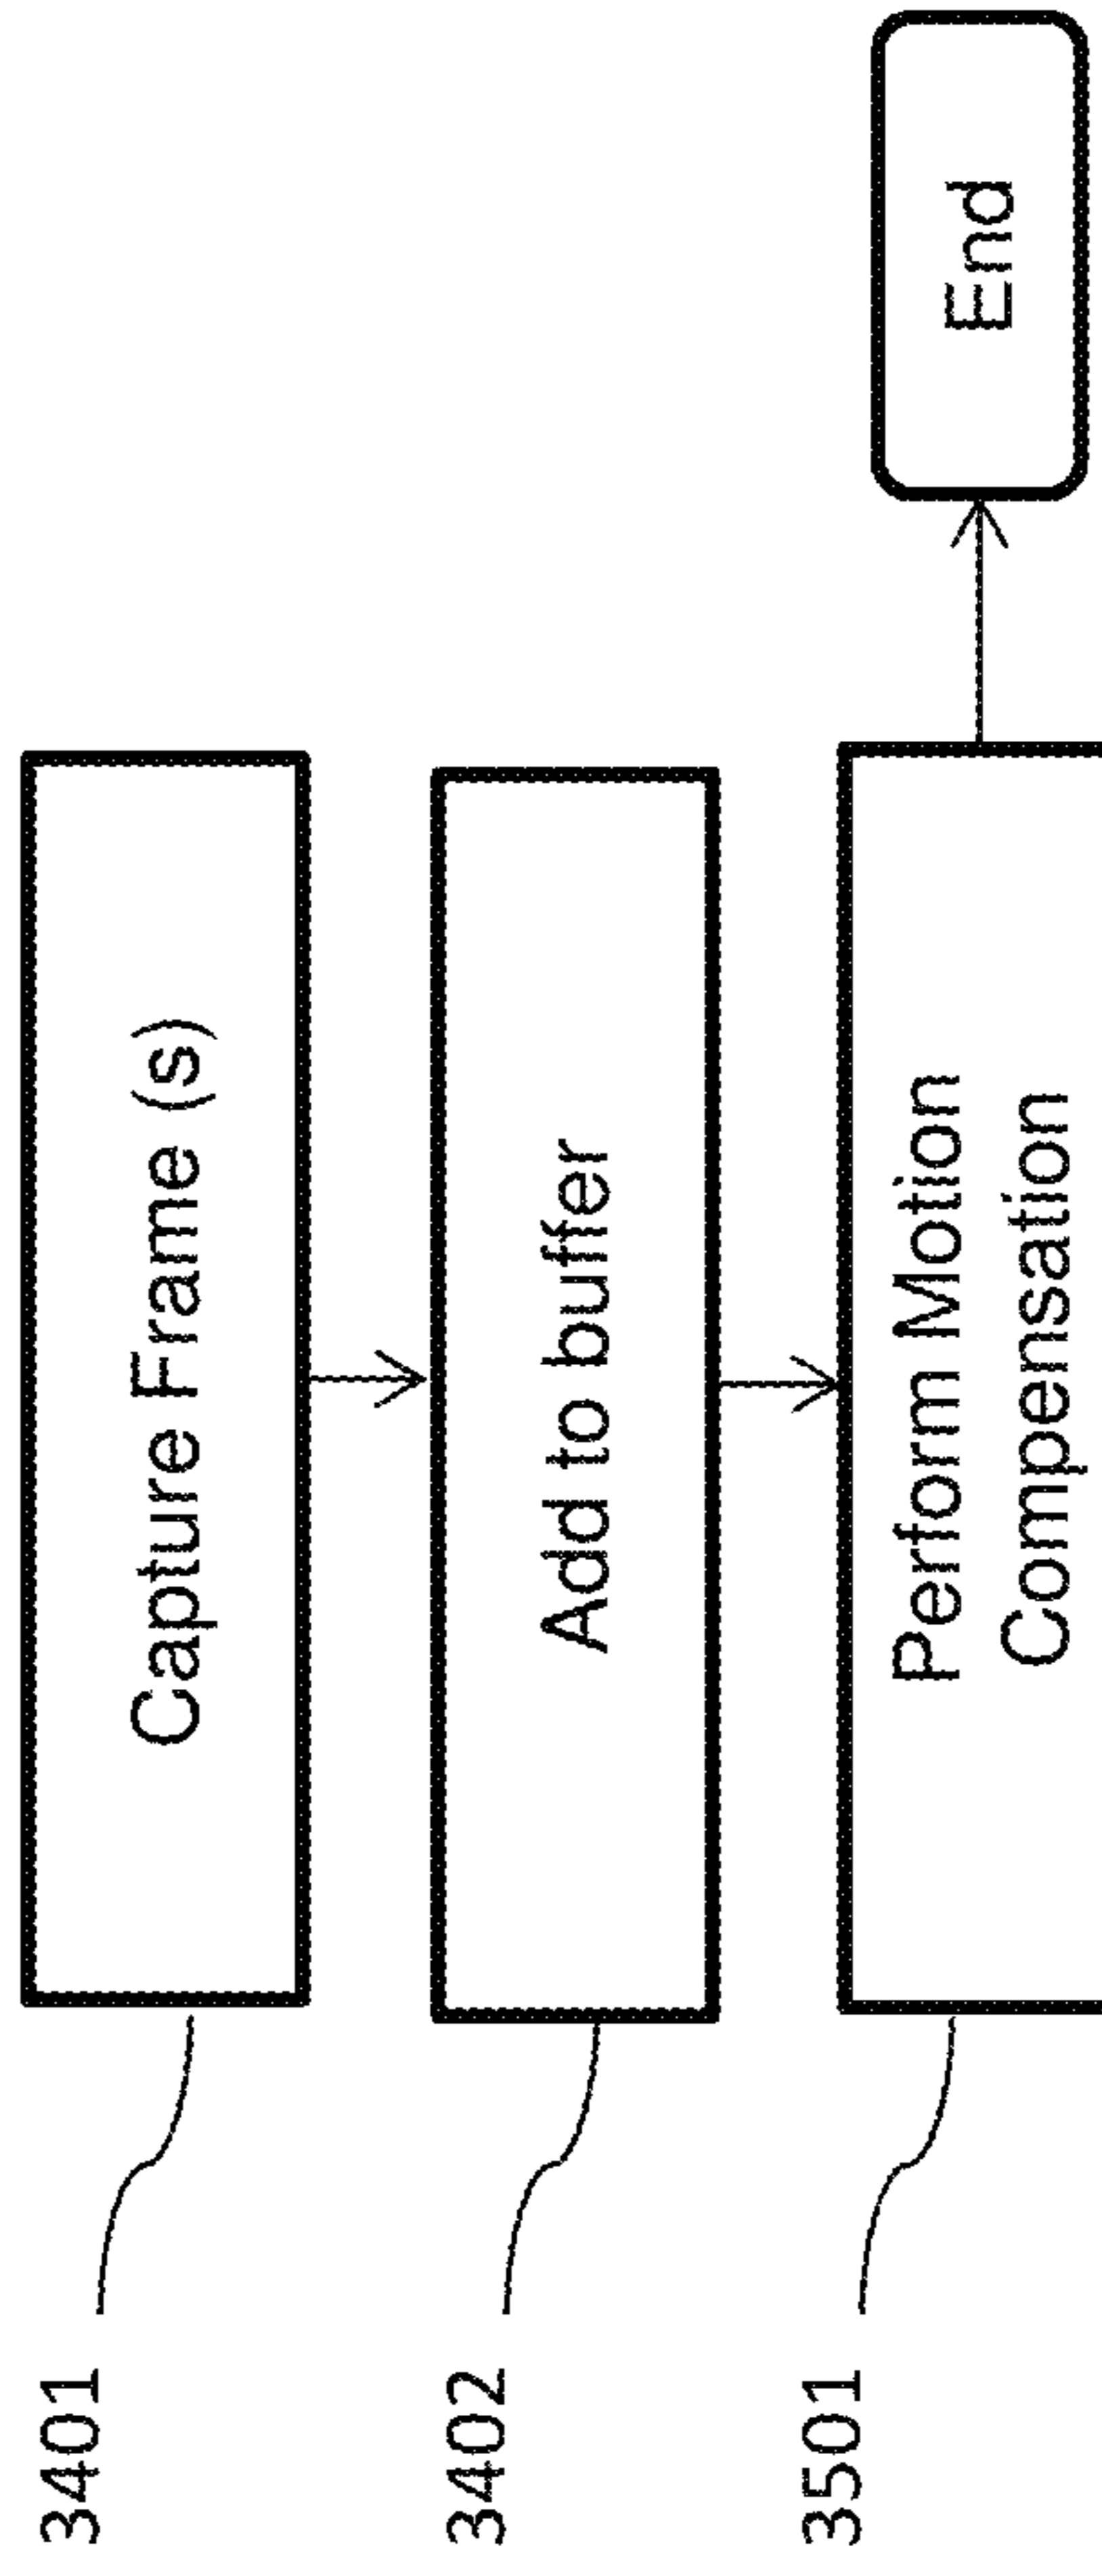 3401
Capture Frame (s)
3402
Add to buffer
3501
Perform Motion
Compensation
End